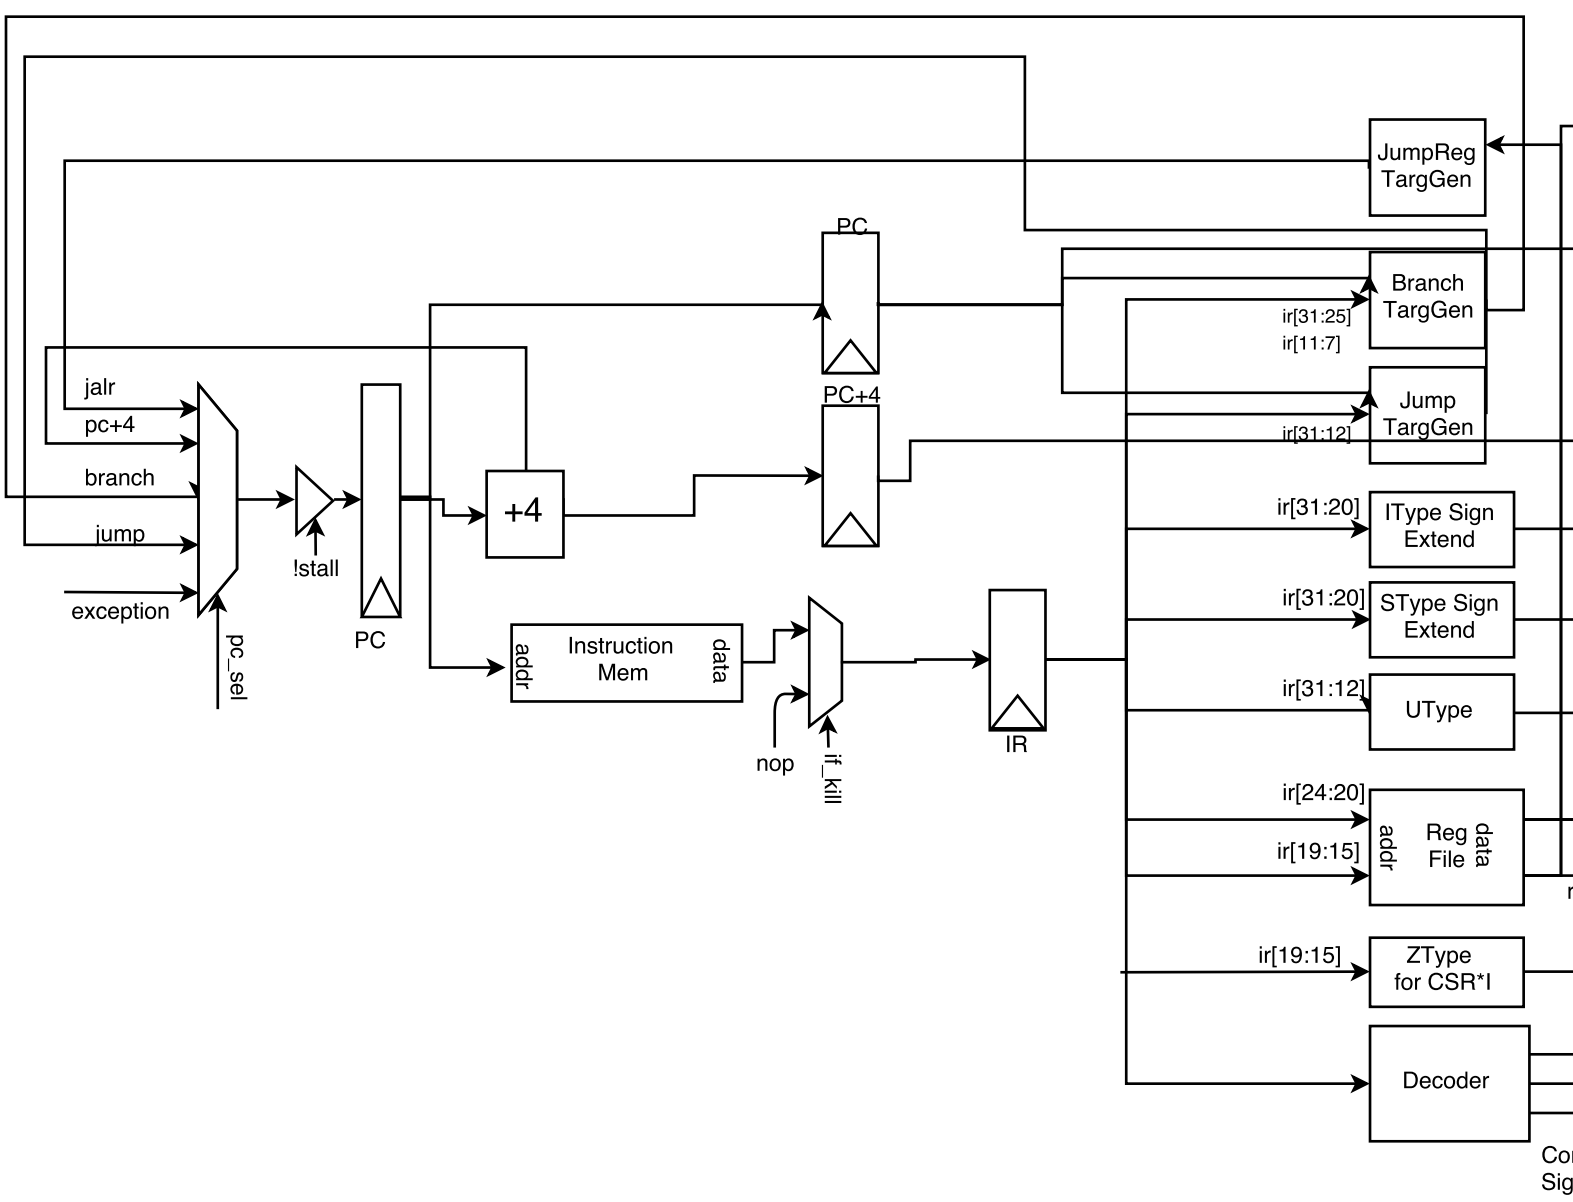 JumpReg
TargGen
PC
Branch
TargGen
ir[31:25]
ir[11:7]
jalr
pc+4
PC+4
Jump
TargGen
ir[31:12]
branch
+4
ir[31:20]
IType Sign
Extend
jump
!stall
exception
ir[31:20]
SType Sign
Extend
PC
pc_sel
addr
Instruction
Mem
data
ir[31:12]
UType
IR
nop
if_kill
ir[24:20]
ir[19:15]
addr
Reg
File
data
r
ir[19:15]
ZType
for CSR*I
Decoder
Co
Sig